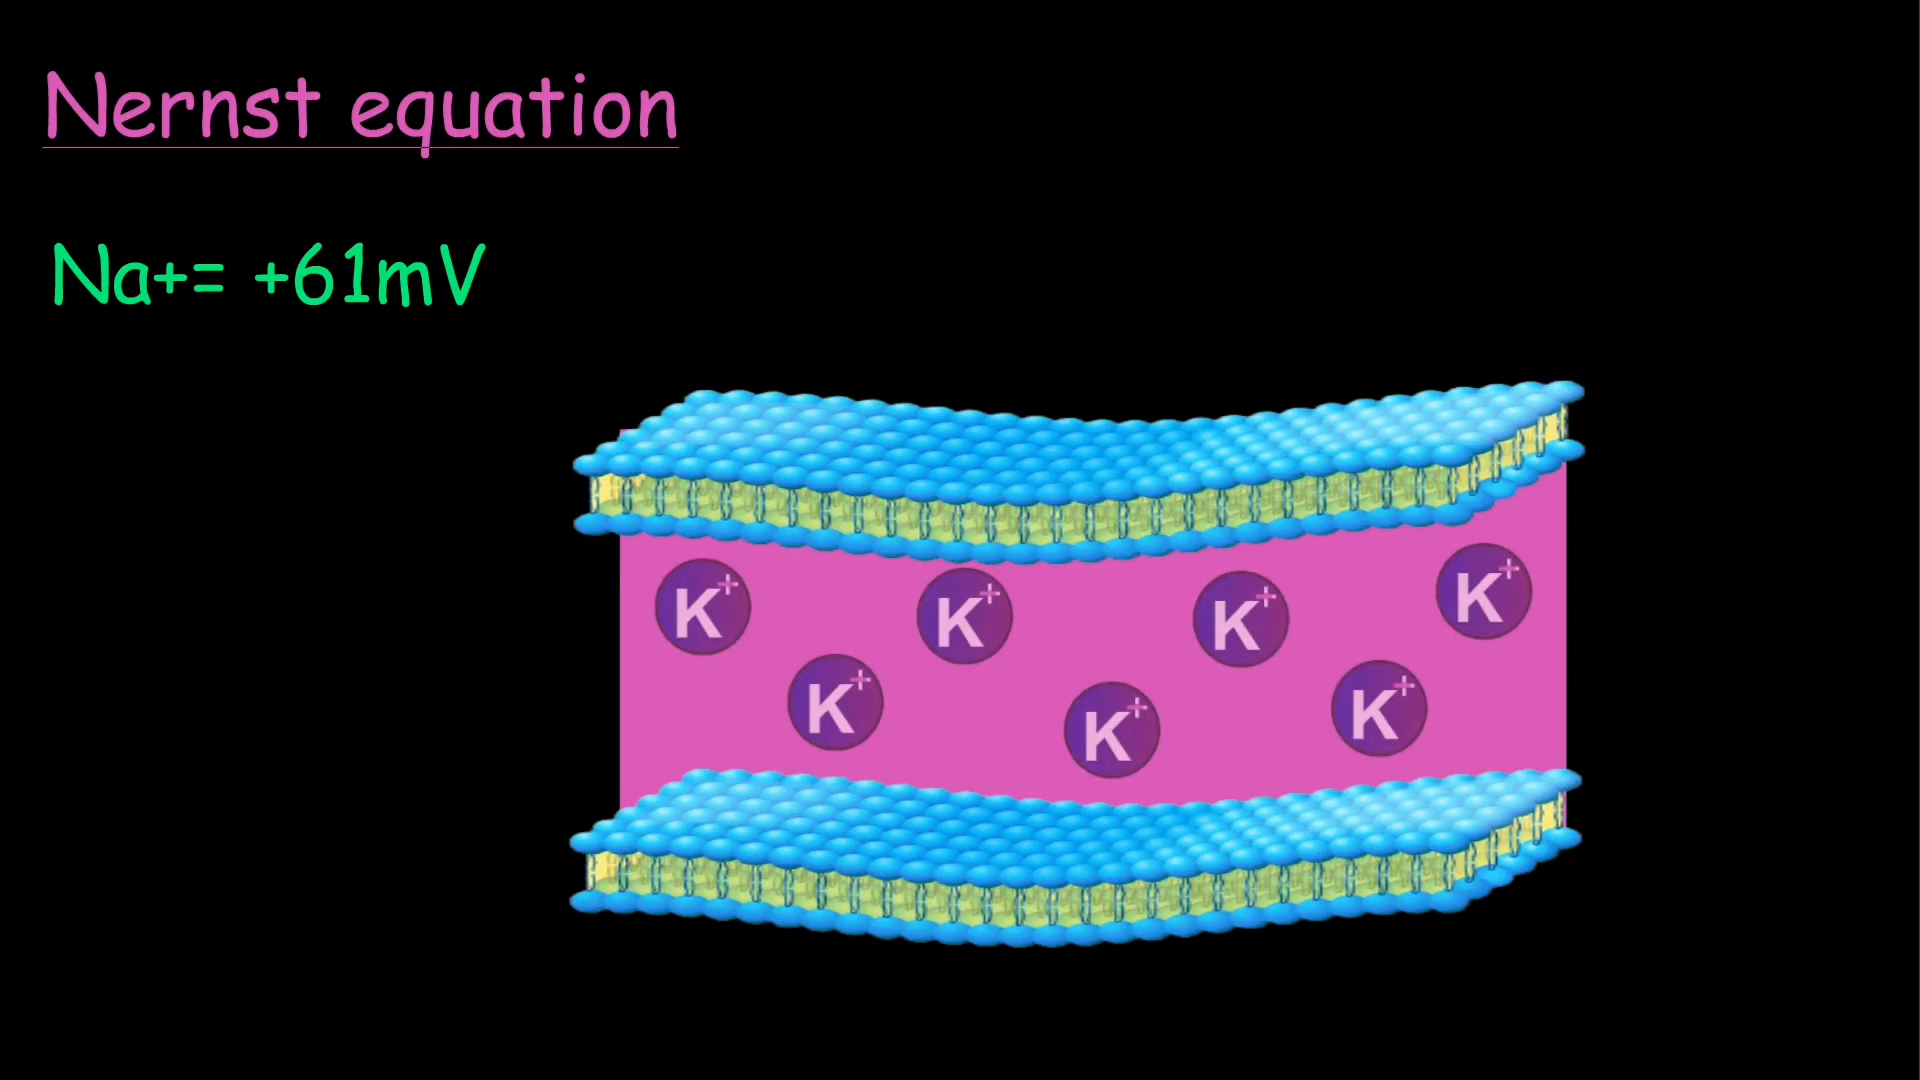 Nernst equation
Na+= +61mV
K+ K+ K+ K+
K+ K+ K+